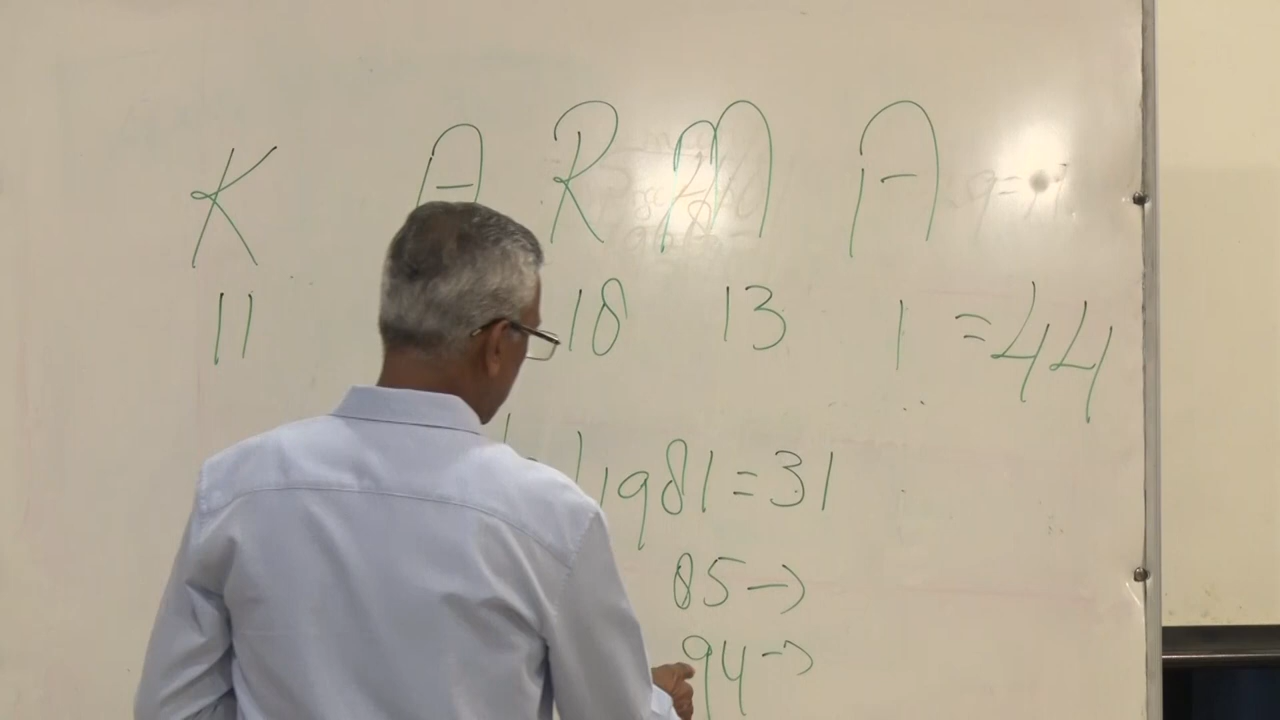 K A R M A
11 18 13 1 = 44
1981 = 31
85 →
94 →